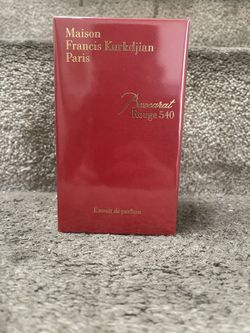 Maison
Francis Kurkdjian
Paris
Baccarat
Rouge 540
Extrait de parfum